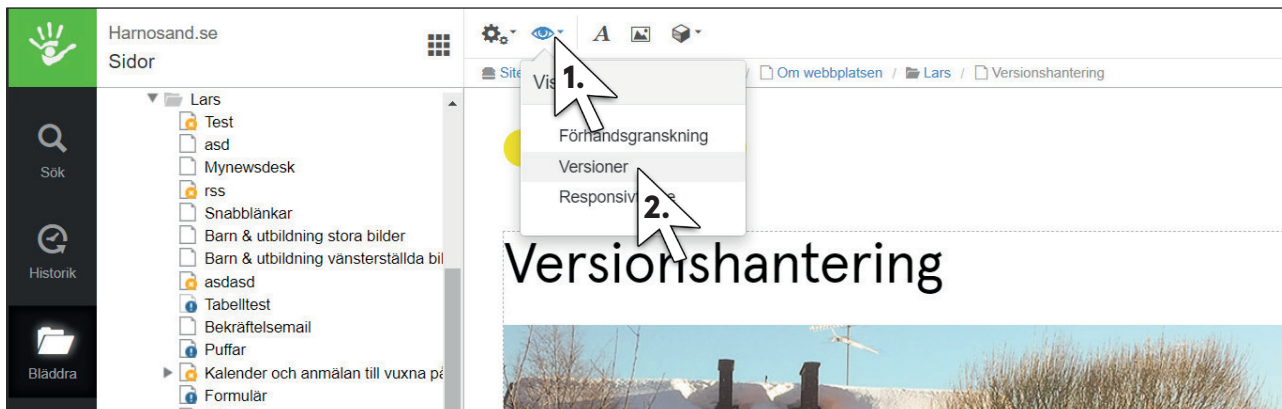 Harnosand.se
Sidor
Sök
Historik
Bläddra
Lars
Test
asd
Mynewsdesk
rss
Snabblänkar
Barn & utbildning stora bilder
Barn & utbildning vänsterställda bil
asdasd
Tabelltest
Bekräftelsemail
Puffar
Kalender och anmälan till vuxna på
Formulär
A
Site / Om webbplatsen / Lars / Versionshantering
Vis
1.
Förhandsgranskning
Versioner
2.
Versionshantering